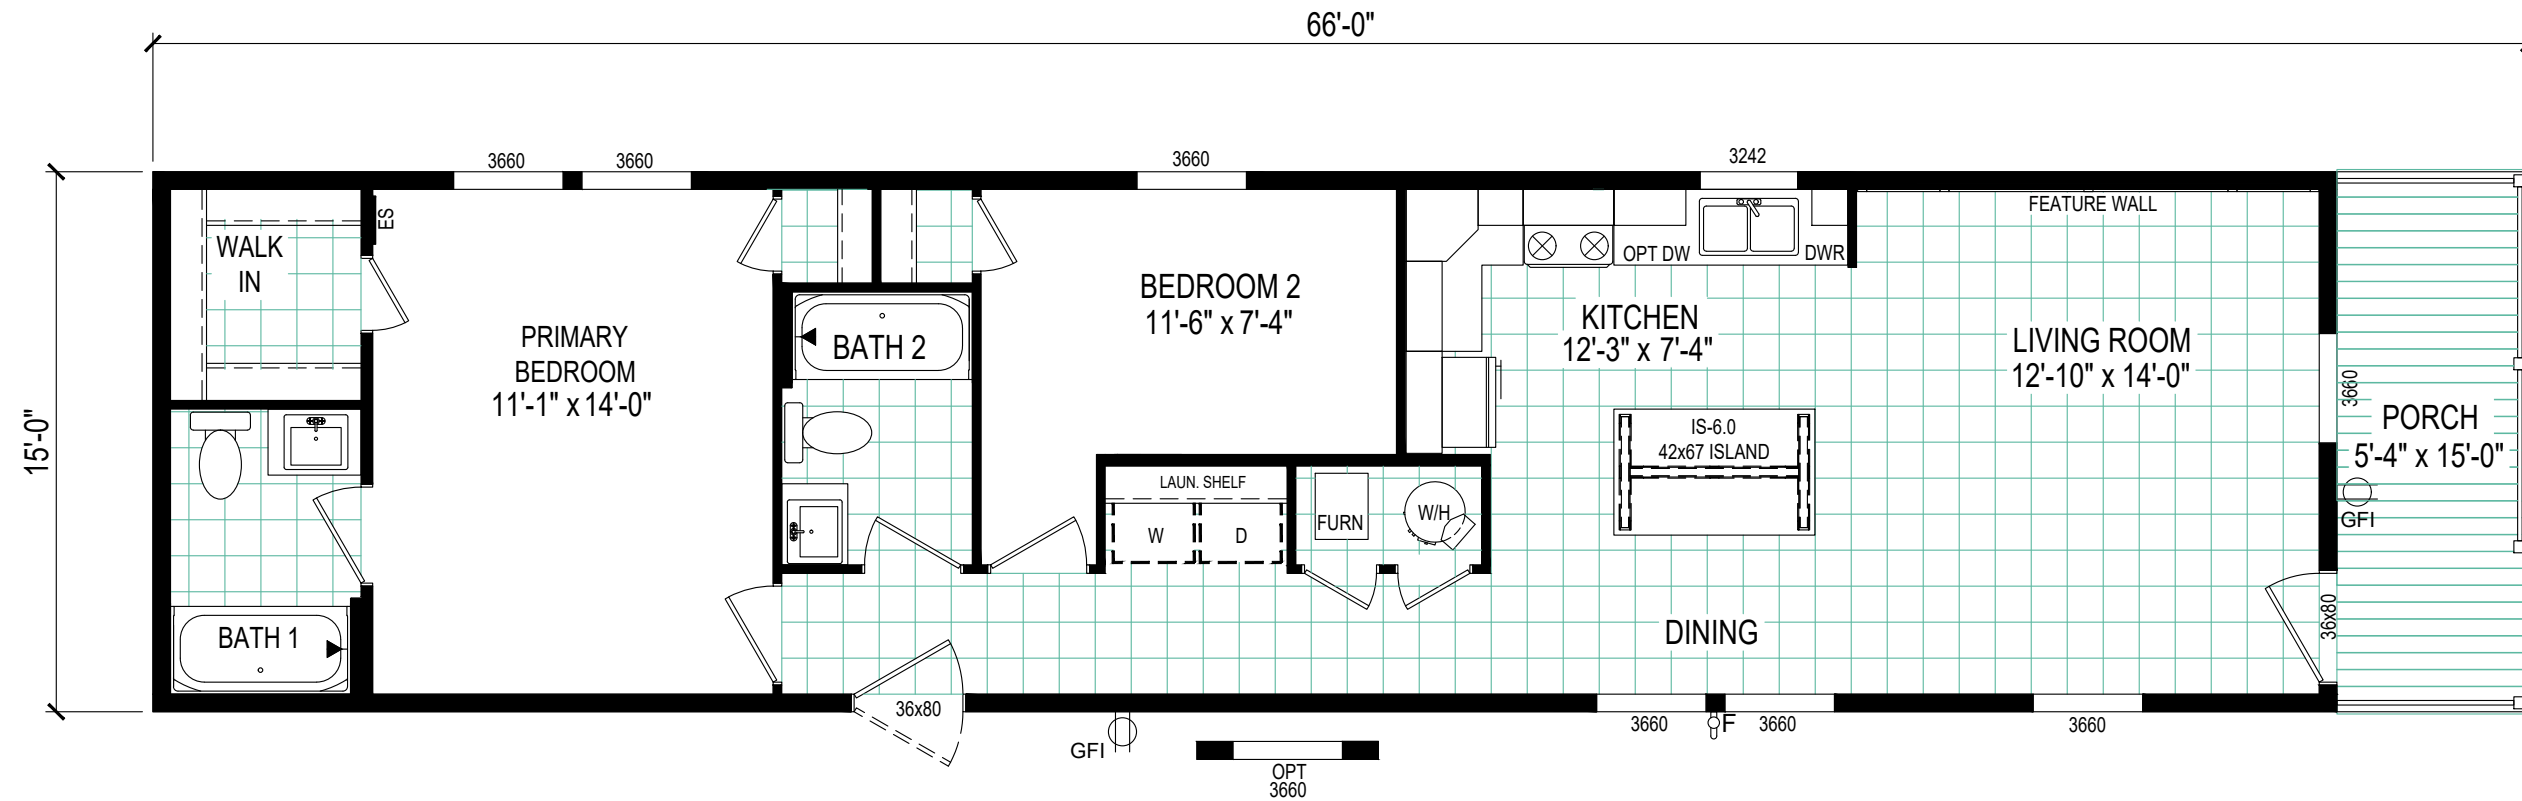 66'-0"
3660
3660
3660
3242
15'-0"
WALK
IN
ES
FEATURE WALL
OPT DW
DWR
BEDROOM 2
11'-6" x 7'-4"
KITCHEN
12'-3" x 7'-4"
PRIMARY
BEDROOM
11'-1" x 14'-0"
BATH 2
LIVING ROOM
12'-10" x 14'-0"
3660
PORCH
5'-4" x 15'-0"
IS-6.0
42x67 ISLAND
LAUN. SHELF
W
D
FURN
W/H
GFI
BATH 1
DINING
36x80
36x80
GFI
3660
F
3660
3660
OPT
3660